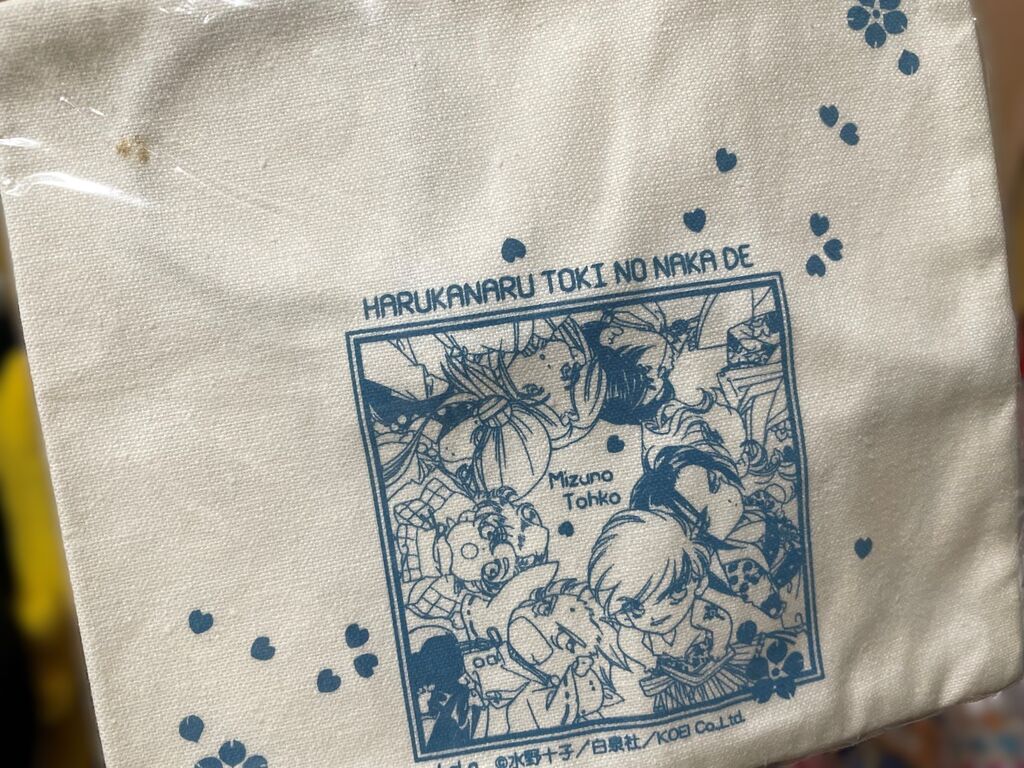 HARUKANARU TOKI NO NAKA DE
Mizuno
Tohko
©水野十子／白泉社／KOEI Co.,Ltd.